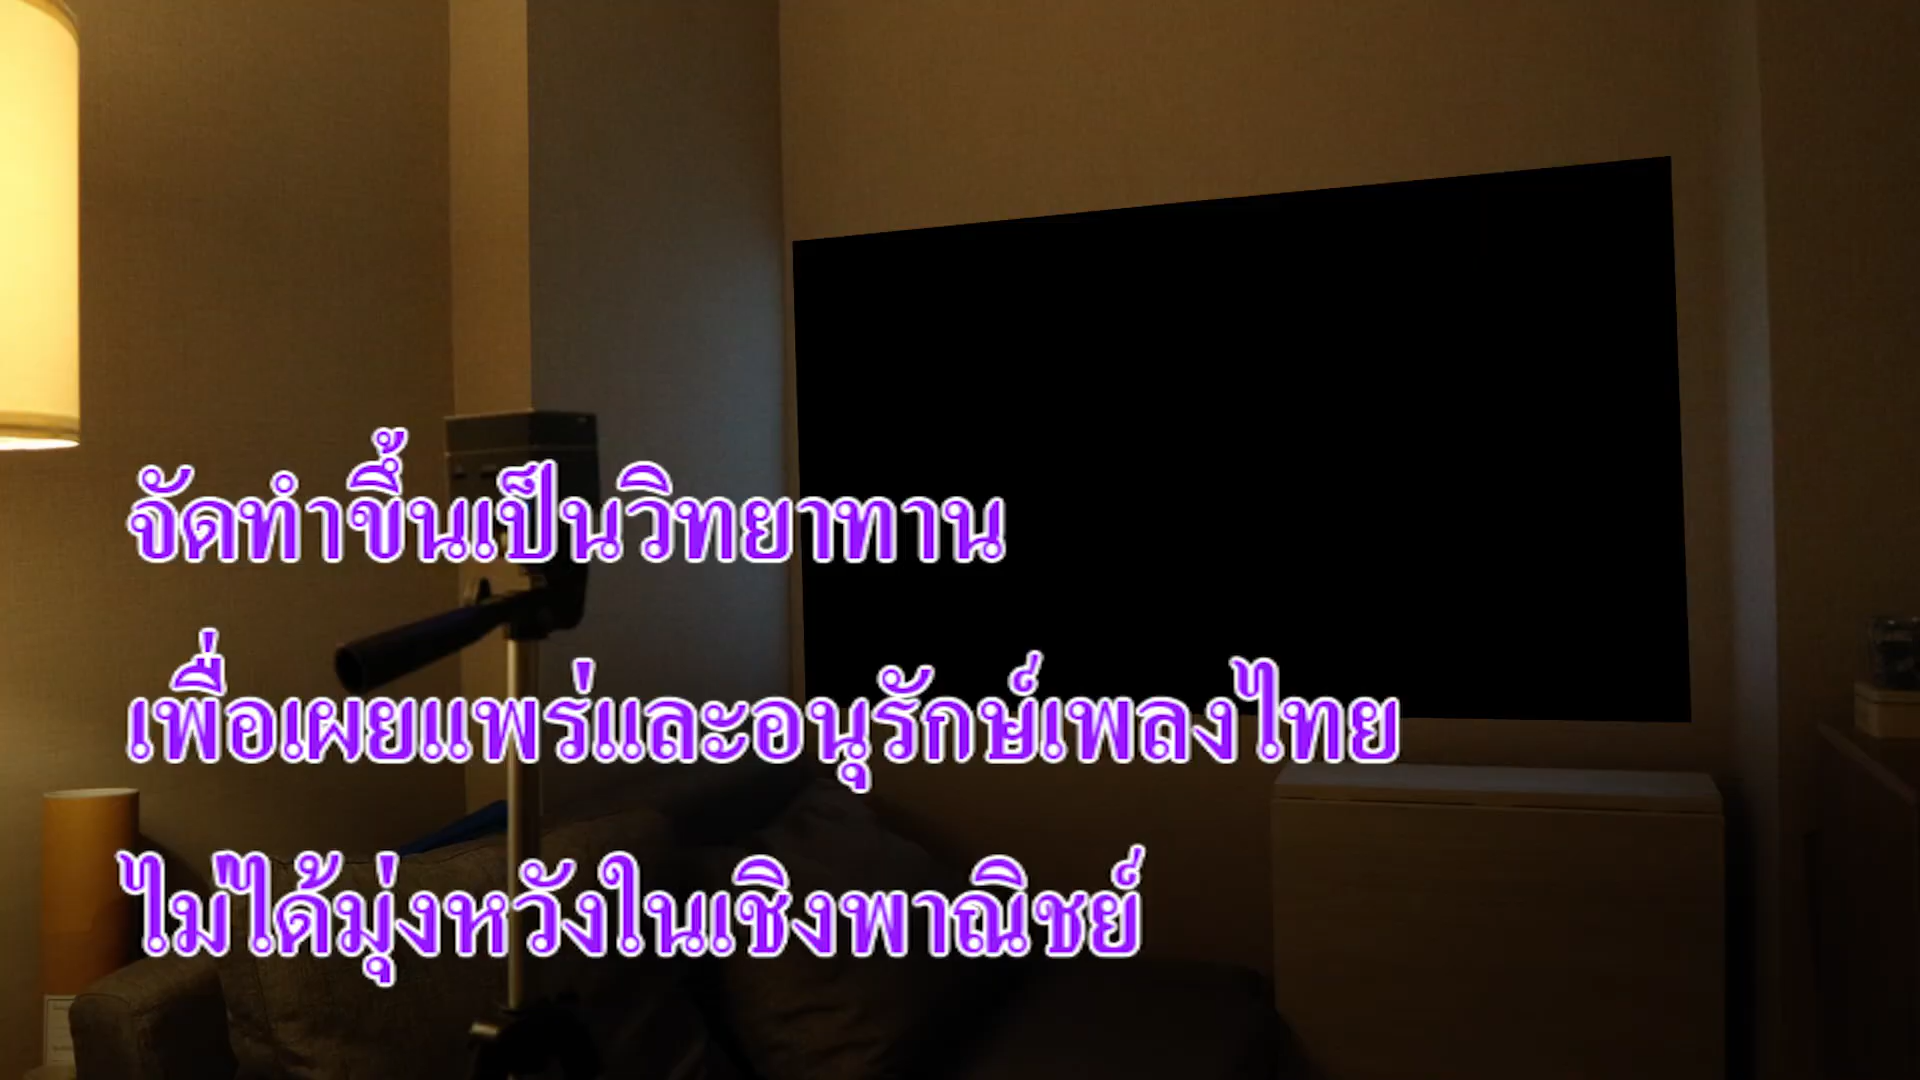 จัดทำขึ้นเป็นวิทยาทาน
เพื่อเผยแพร่และอนุรักษ์เพลงไทย
ไม่ได้มุ่งหวังในเชิงพาณิชย์